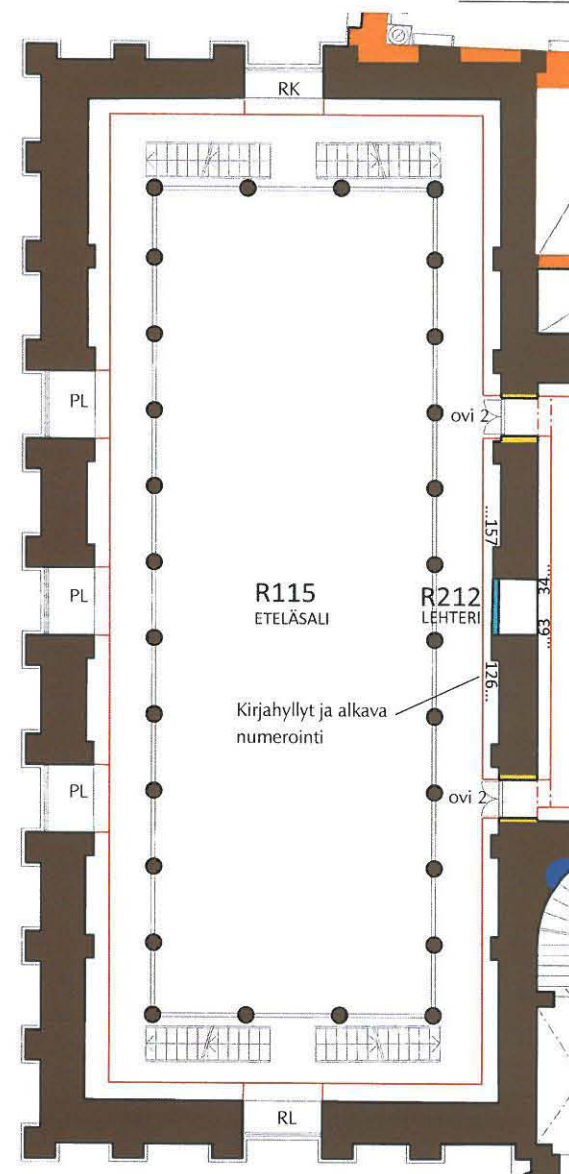 RK
PL
ovi 2
...157
R115
ETELÄSALI
R212
LEHTERI
34...
PL
...63
126...
Kirjahyllyt ja alkava
numerointi
PL
ovi 2
RL